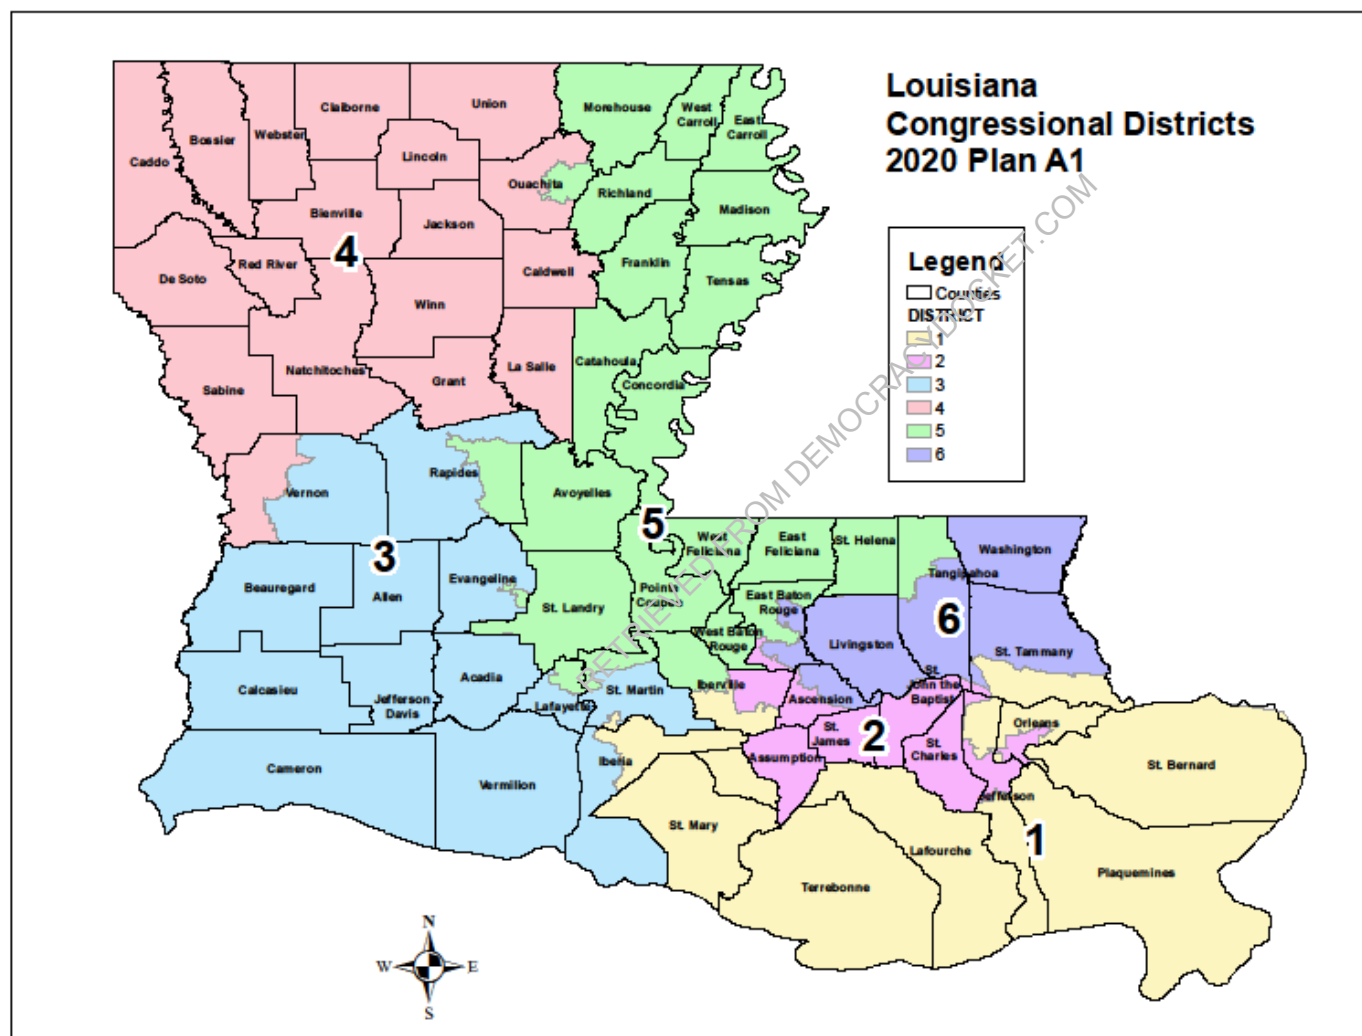 Louisiana
Congressional Districts
2020 Plan A1
Legend
Counties
DISTRICT
1
2
3
4
5
6
RETRIEVED FROM DEMOCRACYDOCKET.COM
Caddo
Bossier
Webster
Claiborne
Union
Morehouse
West
Carroll
East
Carroll
Lincoln
Ouachita
Richland
Madison
Bienville
Jackson
De Soto
Red River
4
Caldwell
Franklin
Tensas
Winn
Natchitoches
Grant
La Salle
Catahoula
Concordia
Sabine
Vernon
Rapides
Avoyelles
5
West
Feliciana
East
Feliciana
St. Helena
Washington
Tangipahoa
3
Beauregard
Allen
Evangeline
St. Landry
Pointe
Coupee
East Baton
Rouge
West Baton
Rouge
Livingston
6
St. Tammany
Calcasieu
Jefferson
Davis
Acadia
Lafayette
St. Martin
Iberville
Ascension
St.
John the
Baptist
Orleans
St.
James
2
St.
Charles
Assumption
Cameron
Vermilion
Iberia
St. Bernard
Jefferson
St. Mary
Lafourche
1
Terrebonne
Plaquemines
N
W
E
S